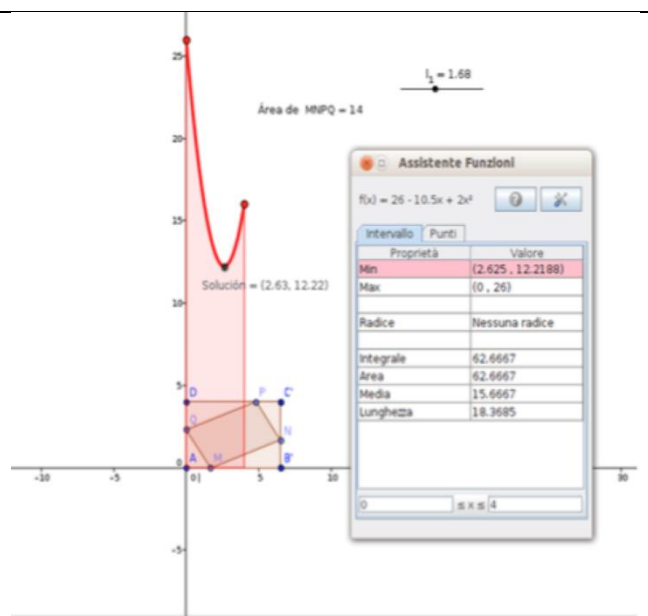 25
20
15
10
5
0
-5
-10
-5
0
5
10
30
l₁ = 1.68
Área de MNPQ = 14
Solución = (2.63, 12.22)
D
P
C'
Q
N
A
M
B'
Assistente Funzioni
f(x) = 26 - 10.5x + 2x²
Intervallo Punti
Proprietà Valore
Min (2.625 , 12.2188)
Max (0 , 26)
Radice Nessuna radice
Integrale 62.6667
Area 62.6667
Media 15.6667
Lunghezza 18.3685
0 ≤ x ≤ 4